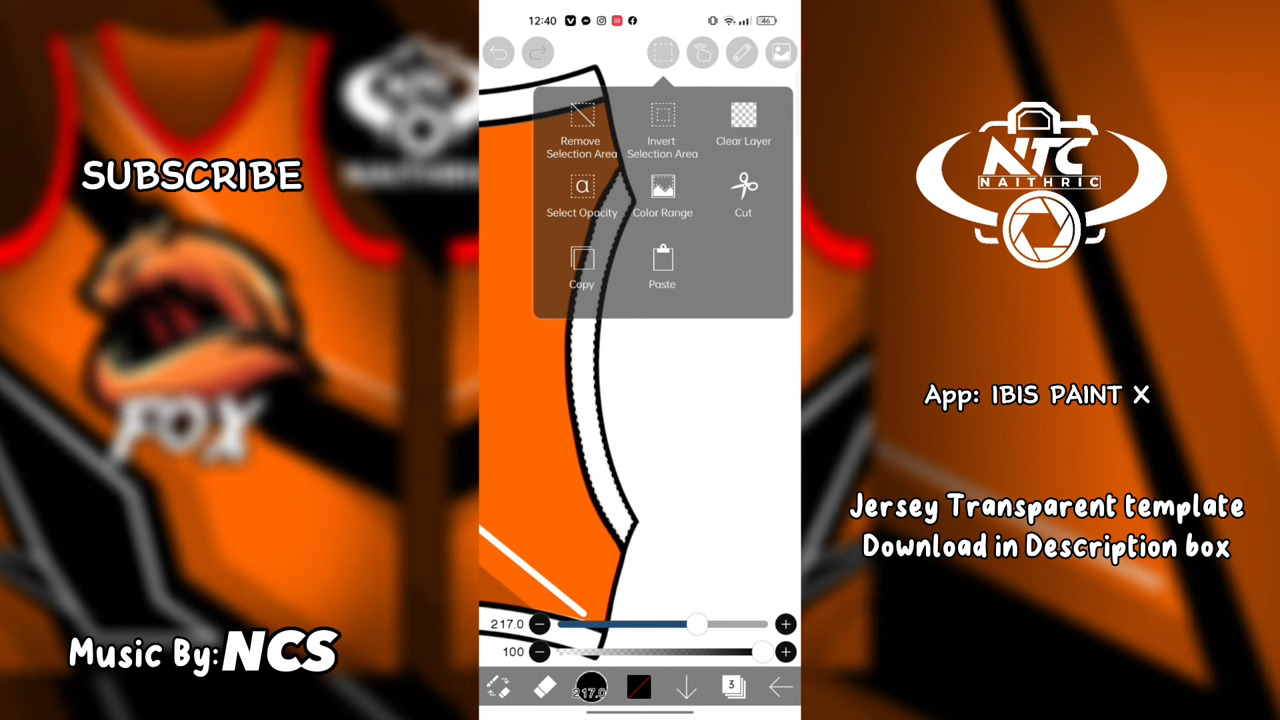 SUBSCRIBE
FOX
Music By: NCS
12:40
46
Remove
Selection Area
Invert
Selection Area
Clear Layer
Select Opacity
α
Color Range
Cut
Copy
Paste
217.0
100
217.0
3
NTC
NAITHRIC
App: IBIS PAINT X
Jersey Transparent template
Download in Description box